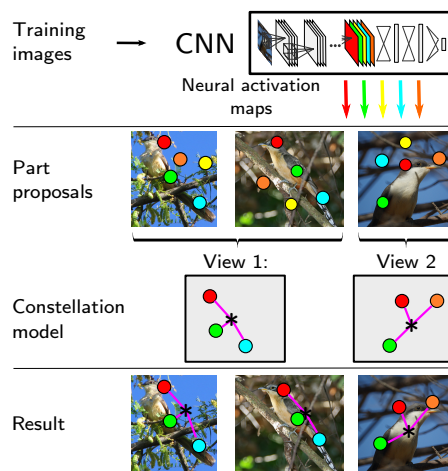 Training
images
CNN
...
Neural activation
maps
Part
proposals
View 1:
View 2
Constellation
model
*
*
Result
*
*
*